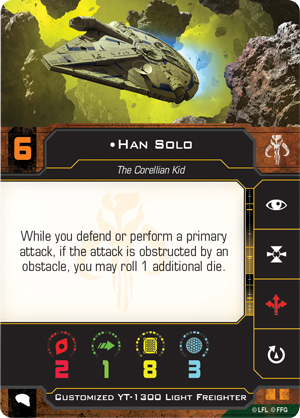 6
•Han Solo
The Corellian Kid
While you defend or perform a primary
attack, if the attack is obstructed by an
obstacle, you may roll 1 additional die.
2 1 8 3
Customized YT-1300 Light Freighter
©LFL ©FFG